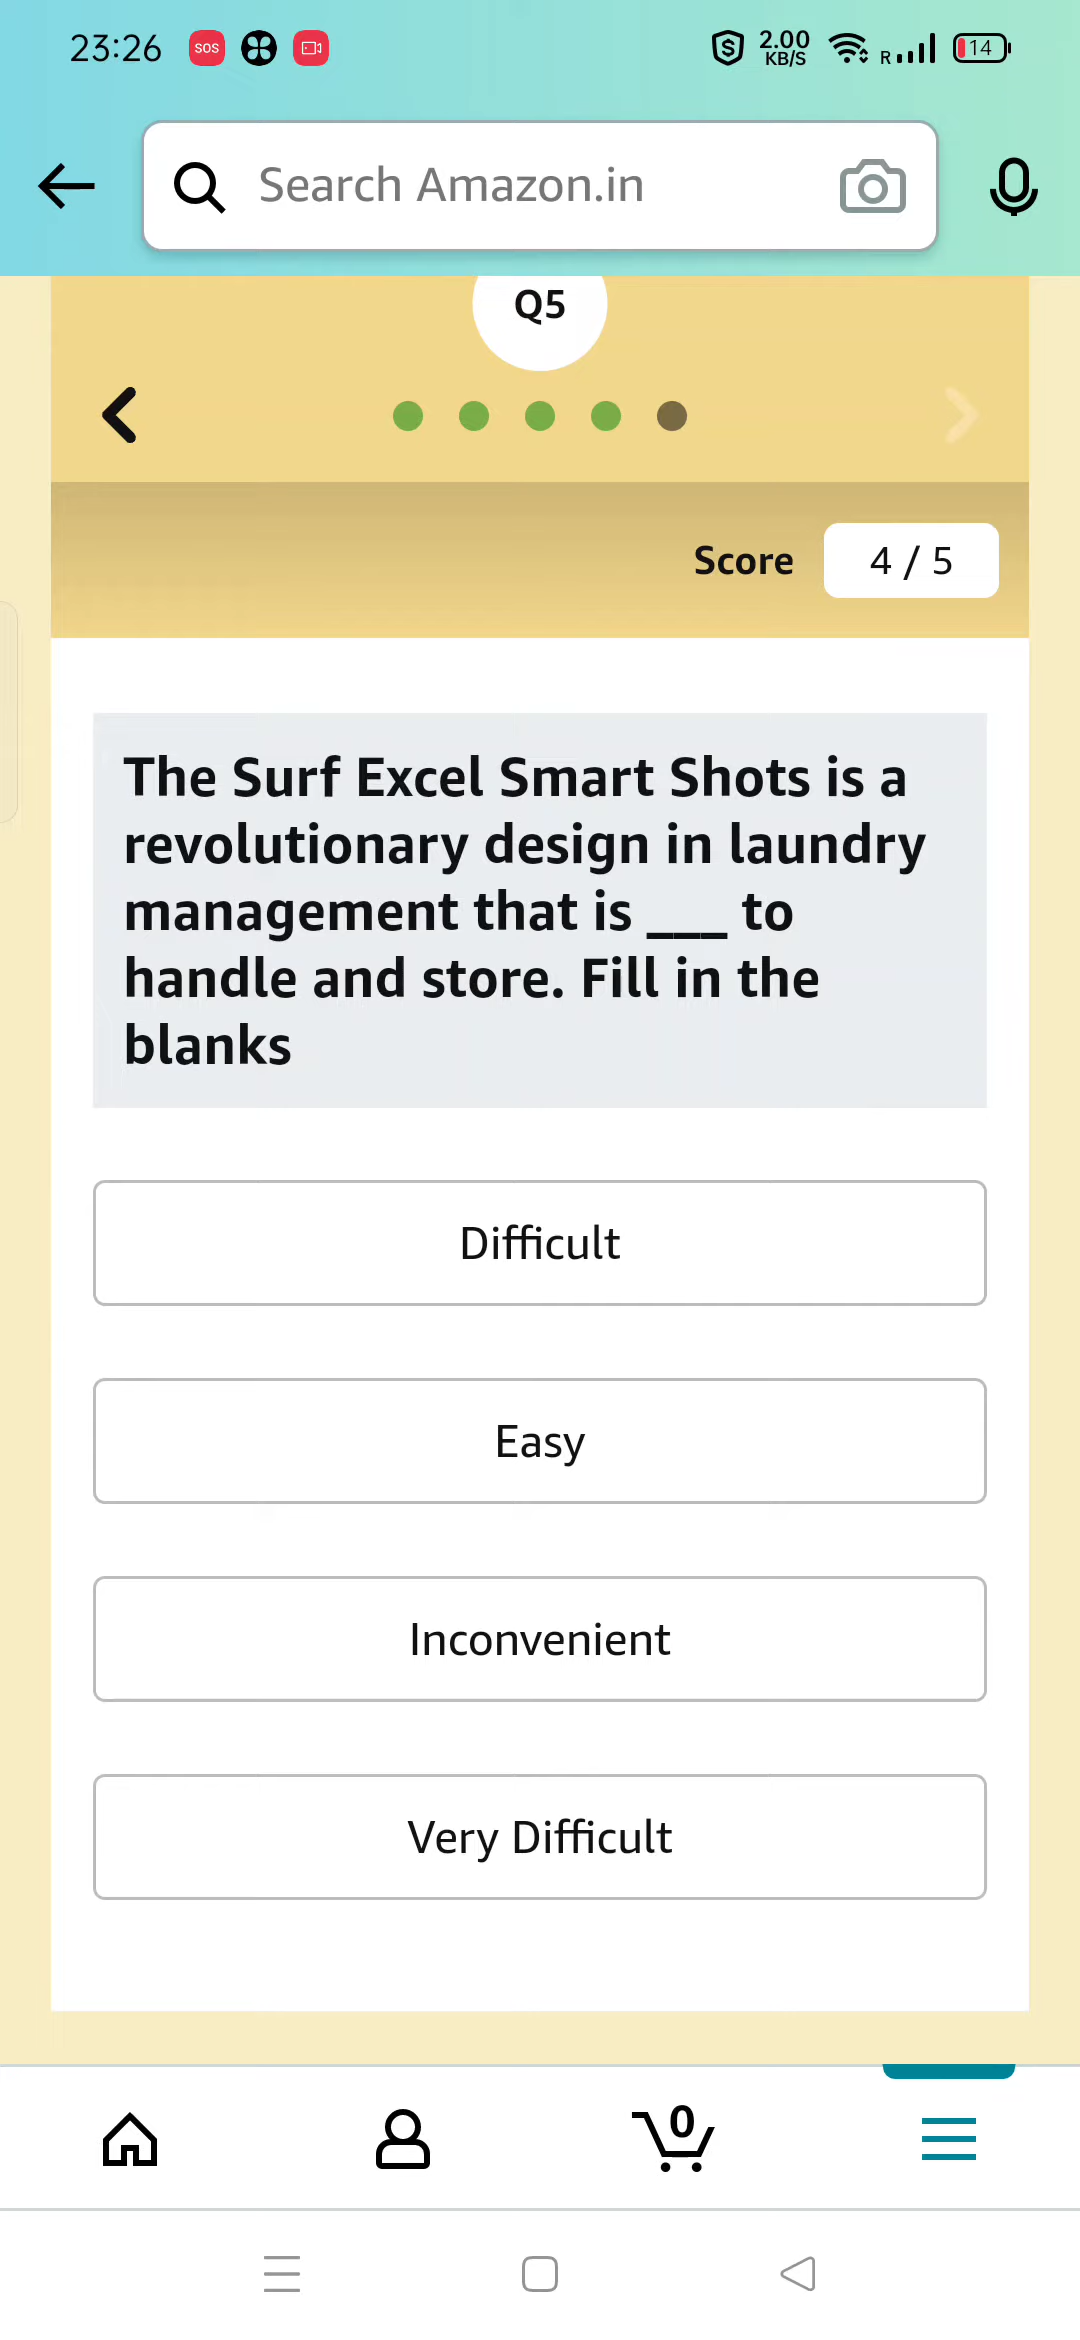 23:26
SOS
2.00
KB/S
R
14
Search Amazon.in
Q5
Score
4 / 5
The Surf Excel Smart Shots is a
revolutionary design in laundry
management that is ___ to
handle and store. Fill in the
blanks
Difficult
Easy
Inconvenient
Very Difficult
0